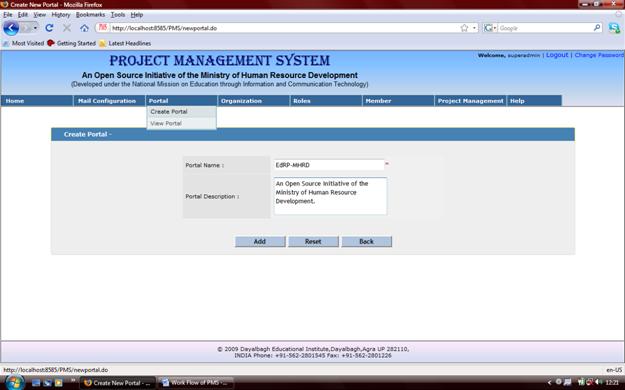 Create New Portal - Mozilla Firefox
File Edit View History Bookmarks Tools Help
http://localhost:8585/PMS/newportal.do
Google
Most Visited Getting Started Latest Headlines
PROJECT MANAGEMENT SYSTEM
Welcome, superadmin | Logout | Change Password
An Open Source Initiative of the Ministry of Human Resource Development
(Developed under the National Mission on Education through Information and Communication Technology)
Home Mail Configuration Portal Organization Roles Member Project Management Help
Create Portal
View Portal
Create Portal -
Portal Name : EdRP-MHRD *
Portal Description : An Open Source Initiative of the
Ministry of Human Resource
Development.
Add Reset Back
© 2009 Dayalbagh Educational Institute,Dayalbagh,Agra UP 282110,
INDIA Phone: +91-562-2801545 Fax: +91-562-2801226
http://localhost:8585/PMS/newportal.do
en-US
Create New Portal - ... Work Flow of PMS - ...
12:21